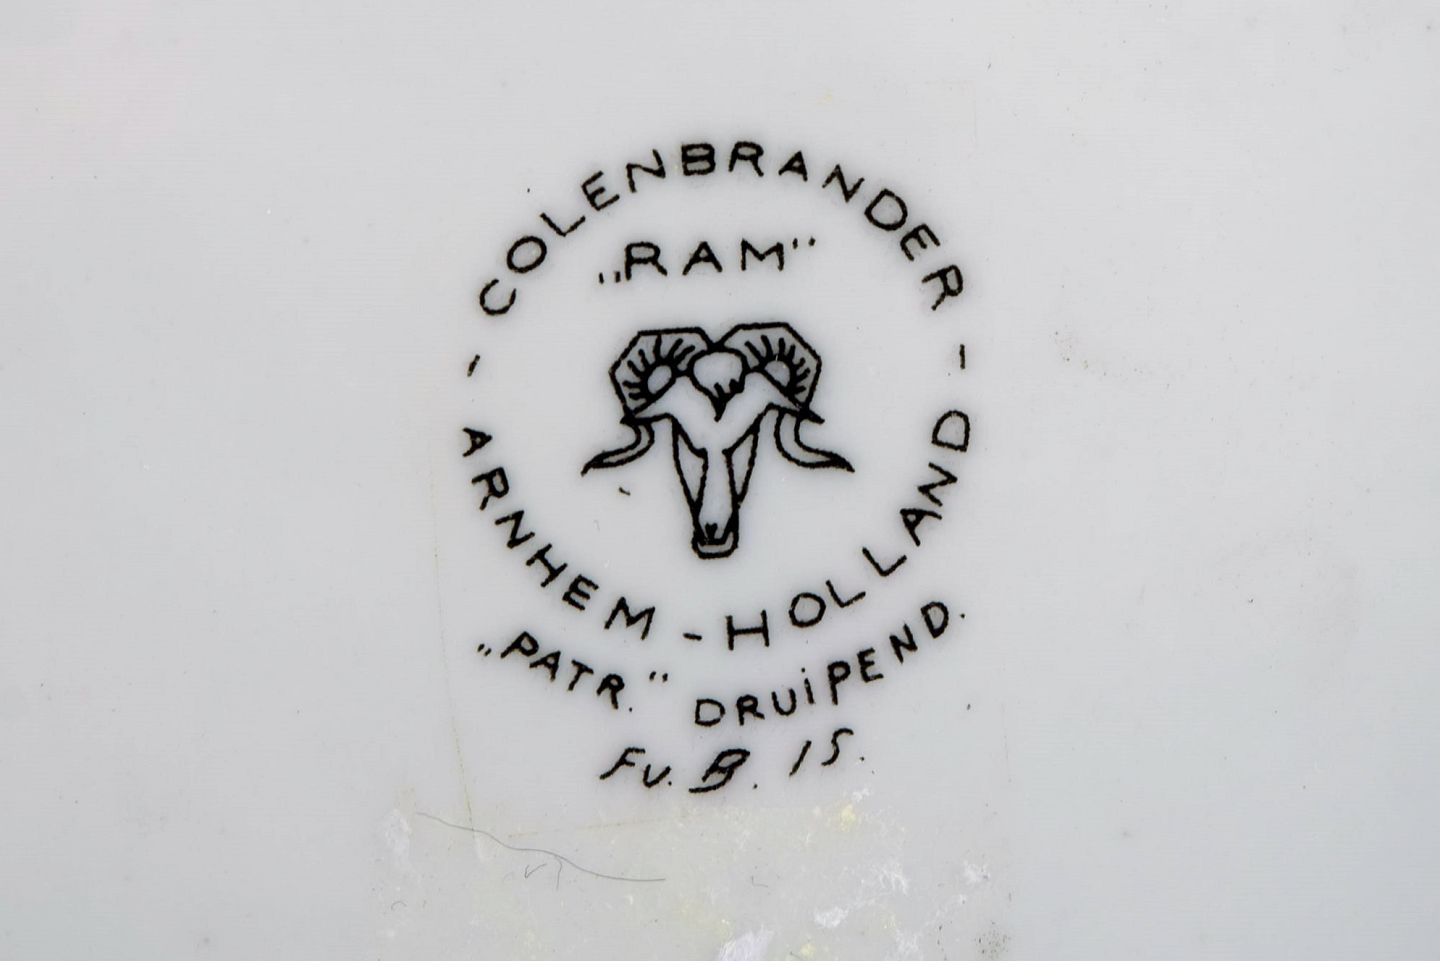 COLENBRANDER
„RAM“
- ARNHEM - HOLLAND -
„PATR.“ DRUIPEND.
Fv. B. 15.